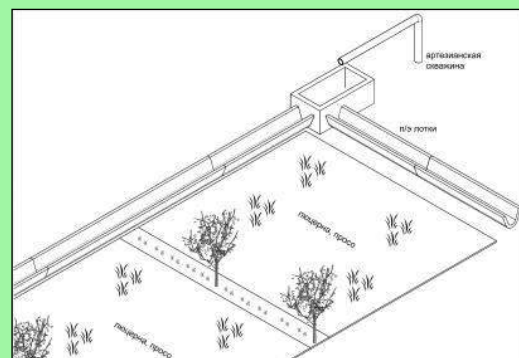 артезианская
скважина
п/э лотки
люцерна, просо
люцерна, просо